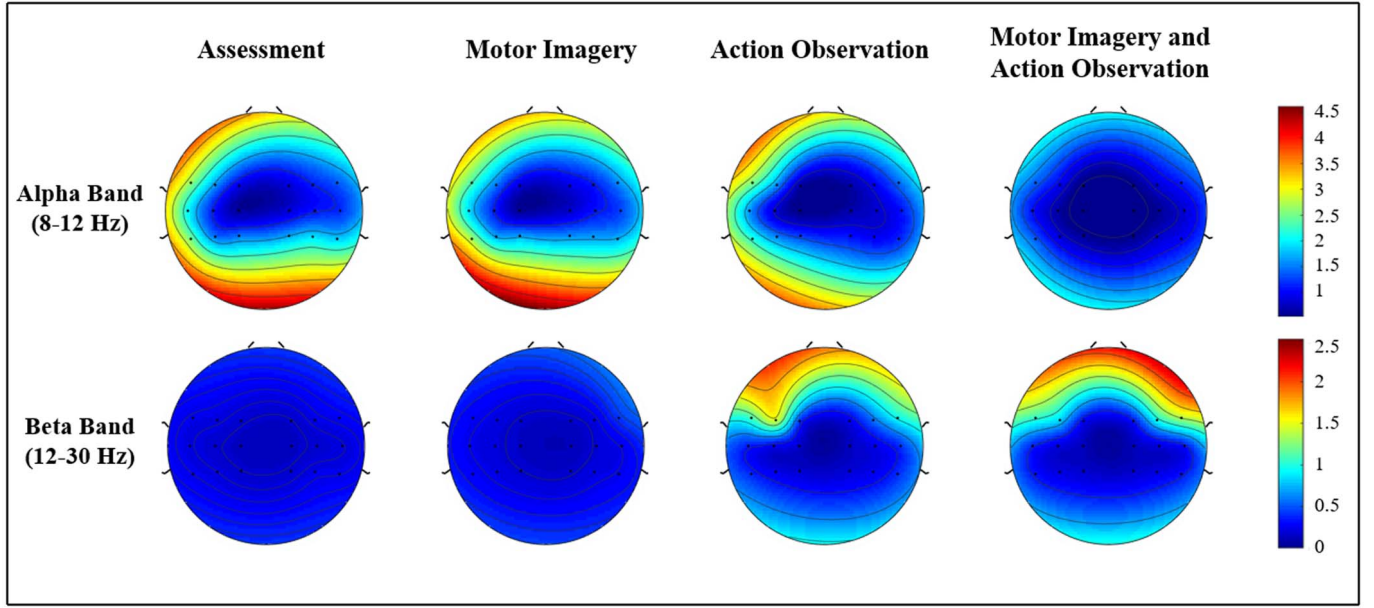 Assessment
Motor Imagery
Action Observation
Motor Imagery and
Action Observation
Alpha Band
(8-12 Hz)
4.5
4
3.5
3
2.5
2
1.5
1
Beta Band
(12-30 Hz)
2.5
2
1.5
1
0.5
0